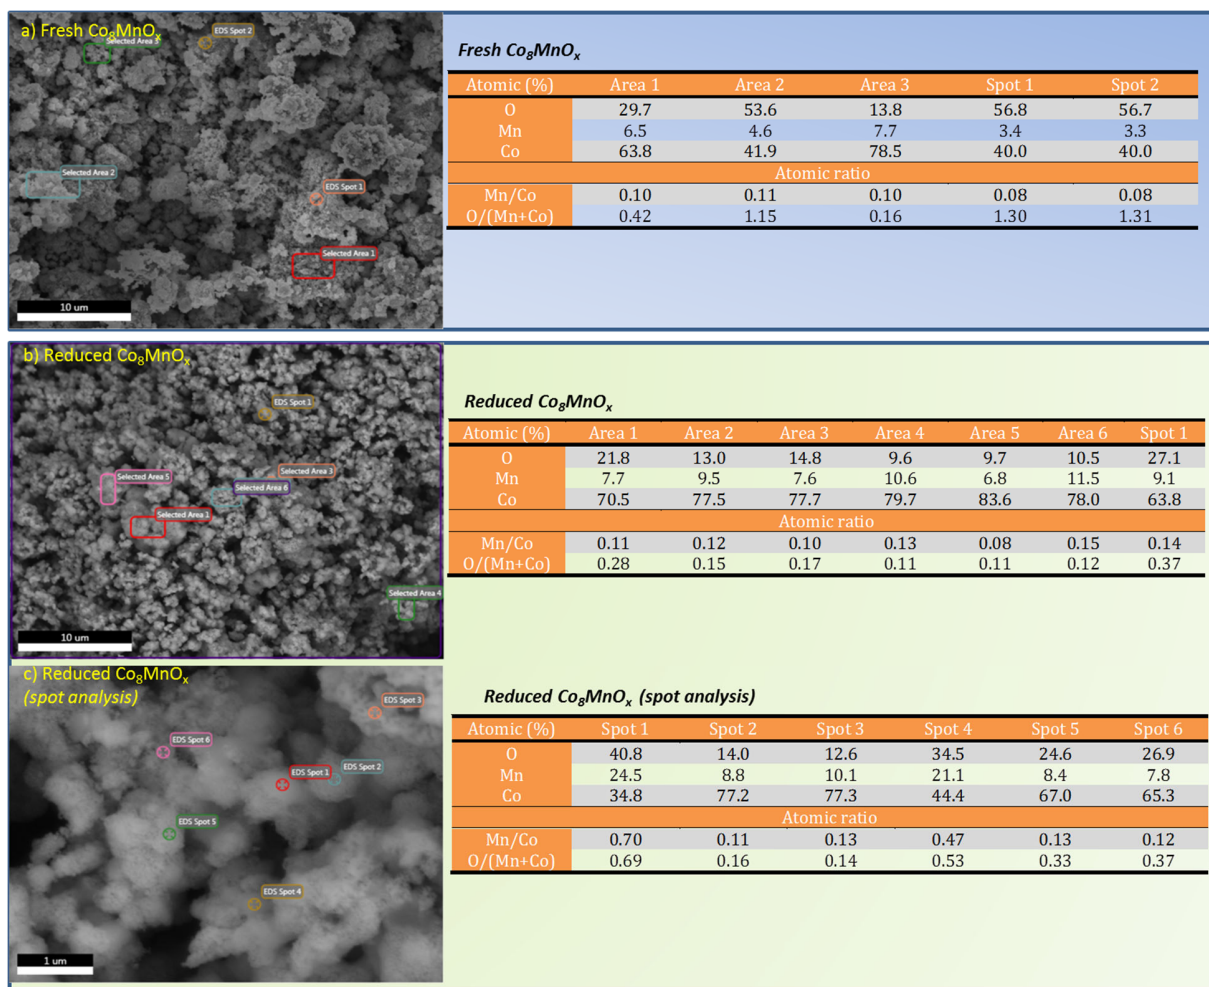 a) Fresh Co₈MnOₓ
EDS Spot 2
Selected Area 3
Selected Area 2
EDS Spot 1
Selected Area 1
10 um
Fresh Co₈MnOₓ
Atomic (%) Area 1 Area 2 Area 3 Spot 1 Spot 2
O 29.7 53.6 13.8 56.8 56.7
Mn 6.5 4.6 7.7 3.4 3.3
Co 63.8 41.9 78.5 40.0 40.0
Atomic ratio
Mn/Co 0.10 0.11 0.10 0.08 0.08
O/(Mn+Co) 0.42 1.15 0.16 1.30 1.31
b) Reduced Co₈MnOₓ
EDS Spot 1
Selected Area 3
Selected Area 5
Selected Area 6
Selected Area 1
Selected Area 4
10 um
Reduced Co₈MnOₓ
Atomic (%) Area 1 Area 2 Area 3 Area 4 Area 5 Area 6 Spot 1
O 21.8 13.0 14.8 9.6 9.7 10.5 27.1
Mn 7.7 9.5 7.6 10.6 6.8 11.5 9.1
Co 70.5 77.5 77.7 79.7 83.6 78.0 63.8
Atomic ratio
Mn/Co 0.11 0.12 0.10 0.13 0.08 0.15 0.14
O/(Mn+Co) 0.28 0.15 0.17 0.11 0.11 0.12 0.37
c) Reduced Co₈MnOₓ
(spot analysis)
EDS Spot 3
EDS Spot 6
EDS Spot 2
EDS Spot 1
EDS Spot 5
EDS Spot 4
1 um
Reduced Co₈MnOₓ (spot analysis)
Atomic (%) Spot 1 Spot 2 Spot 3 Spot 4 Spot 5 Spot 6
O 40.8 14.0 12.6 34.5 24.6 26.9
Mn 24.5 8.8 10.1 21.1 8.4 7.8
Co 34.8 77.2 77.3 44.4 67.0 65.3
Atomic ratio
Mn/Co 0.70 0.11 0.13 0.47 0.13 0.12
O/(Mn+Co) 0.69 0.16 0.14 0.53 0.33 0.37